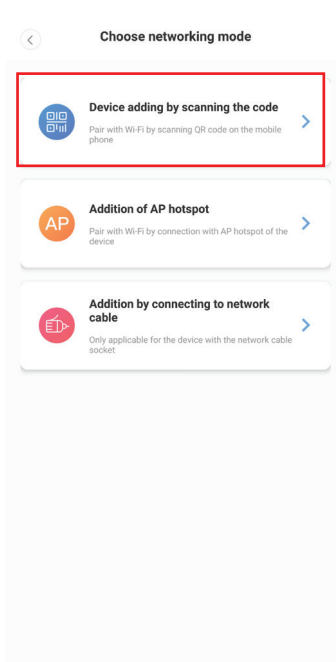 Choose networking mode
Device adding by scanning the code
Pair with Wi-Fi by scanning QR code on the mobile
phone
AP
Addition of AP hotspot
Pair with Wi-Fi by connection with AP hotspot of the
device
Addition by connecting to network
cable
Only applicable for the device with the network cable
socket